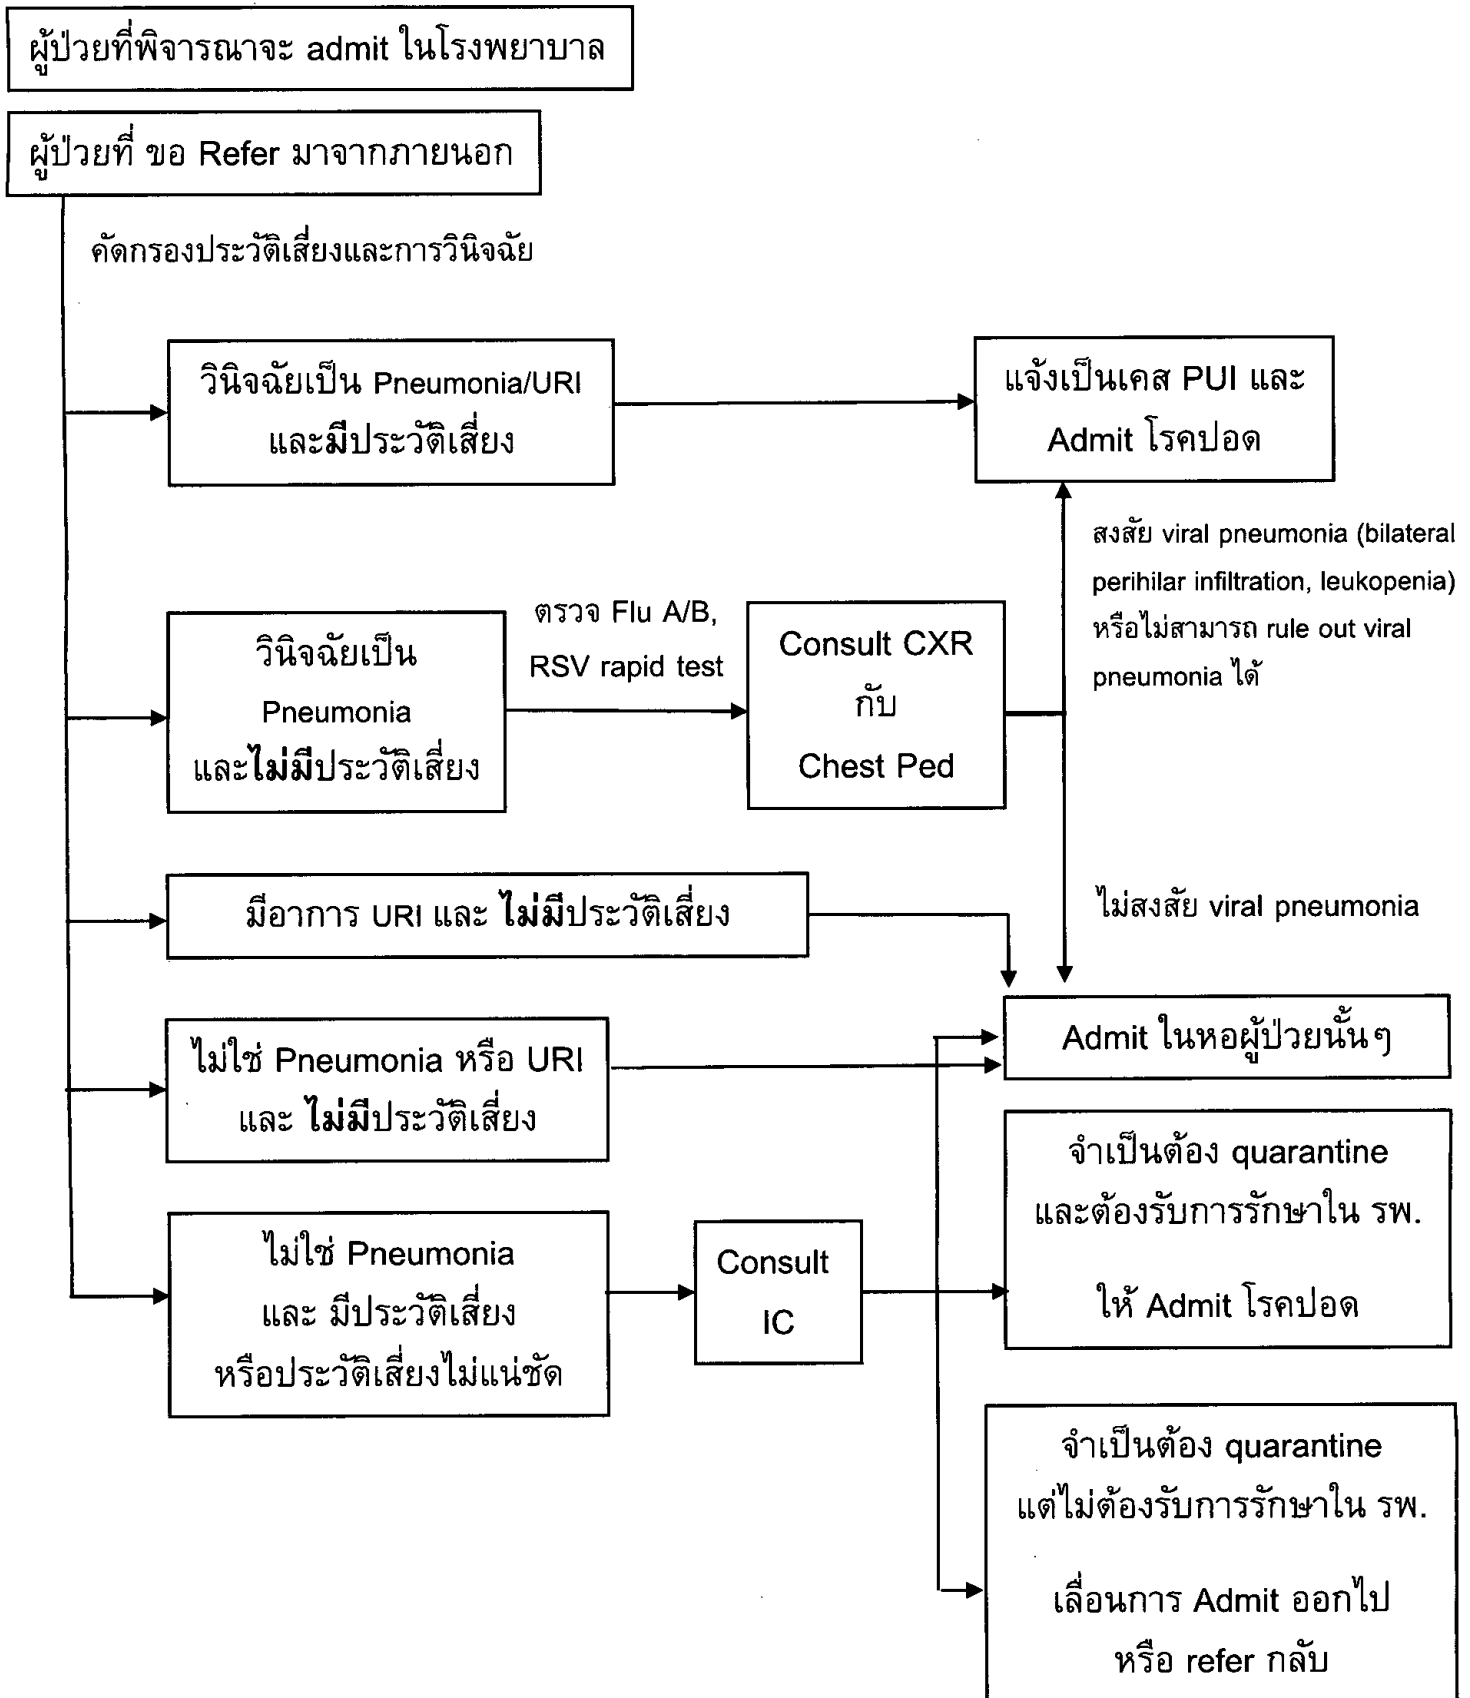 ผู้ป่วยที่พิจารณาจะ admit ในโรงพยาบาล
ผู้ป่วยที่ ขอ Refer มาจากภายนอก
คัดกรองประวัติเสี่ยงและการวินิจฉัย
วินิจฉัยเป็น Pneumonia/URI
และมีประวัติเสี่ยง
แจ้งเป็นเคส PUI และ
Admit โรคปอด
สงสัย viral pneumonia (bilateral
perihilar infiltration, leukopenia)
หรือไม่สามารถ rule out viral
pneumonia ได้
วินิจฉัยเป็น
Pneumonia
และไม่มีประวัติเสี่ยง
ตรวจ Flu A/B,
RSV rapid test
Consult CXR
กับ
Chest Ped
มีอาการ URI และ ไม่มีประวัติเสี่ยง
ไม่สงสัย viral pneumonia
ไม่ใช่ Pneumonia หรือ URI
และ ไม่มีประวัติเสี่ยง
Admit ในหอผู้ป่วยนั้นๆ
ไม่ใช่ Pneumonia
และ มีประวัติเสี่ยง
หรือประวัติเสี่ยงไม่แน่ชัด
Consult
IC
จำเป็นต้อง quarantine
และต้องรับการรักษาใน รพ.
ให้ Admit โรคปอด
จำเป็นต้อง quarantine
แต่ไม่ต้องรับการรักษาใน รพ.
เลื่อนการ Admit ออกไป
หรือ refer กลับ